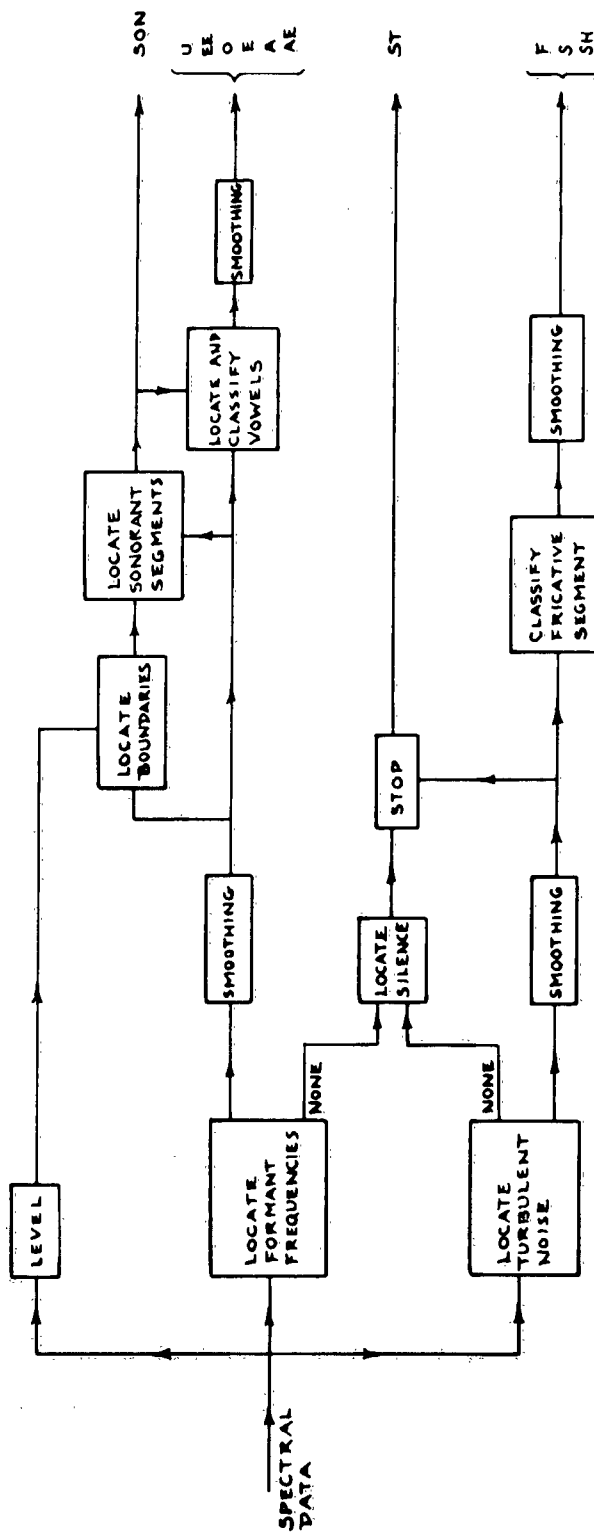 SPECTRAL
DATA
LEVEL
LOCATE
FORMANT
FREQUENCIES
NONE
LOCATE
TURBULENT
NOISE
NONE
SMOOTHING
LOCATE
SILENCE
SMOOTHING
LOCATE
BOUNDARIES
STOP
LOCATE
SONORANT
SEGMENTS
CLASSIFY
FRICATIVE
SEGMENT
LOCATE AND
CLASSIFY
VOWELS
SMOOTHING
SMOOTHING
SON
U
EE
O
E
A
AE
ST
F
S
SH